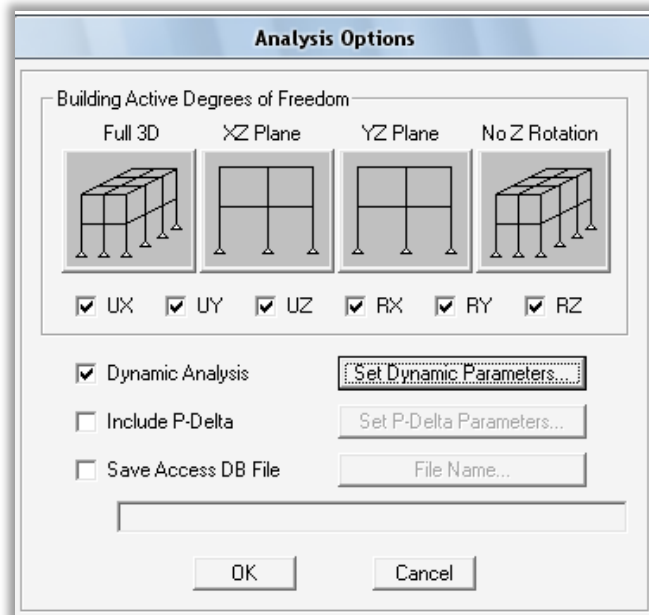 Analysis Options
Building Active Degrees of Freedom
Full 3D XZ Plane YZ Plane No Z Rotation
UX UY UZ RX RY RZ
Dynamic Analysis Set Dynamic Parameters...
Include P-Delta Set P-Delta Parameters...
Save Access DB File File Name...
OK Cancel